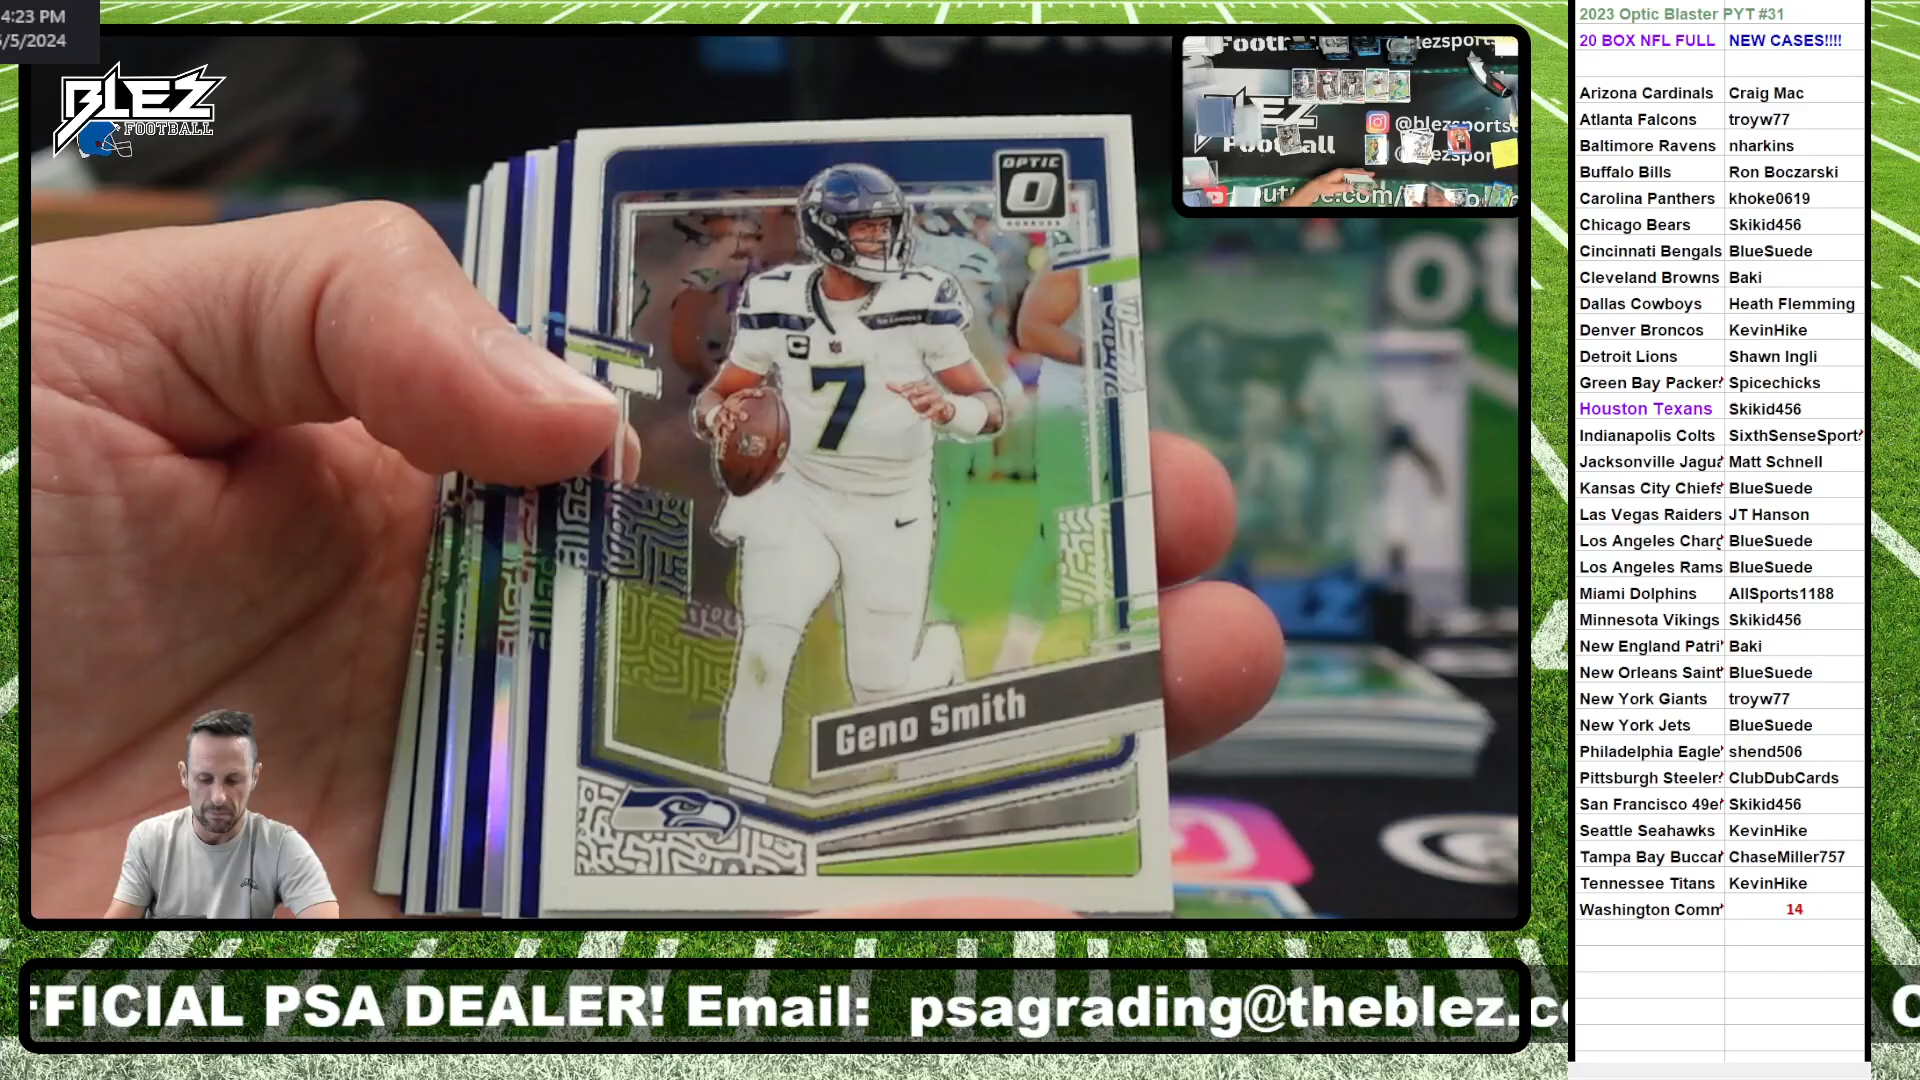 4:23 PM
/5/2024
BLEZ
FOOTBALL
OPTIC
DONRUSS
7
C
Geno Smith
BLEZ
Football
@blezsports
FFICIAL PSA DEALER! Email: psagrading@theblez.c
2023 Optic Blaster PYT #31
20 BOX NFL FULL NEW CASES!!!!
Arizona Cardinals Craig Mac
Atlanta Falcons troyw77
Baltimore Ravens nharkins
Buffalo Bills Ron Boczarski
Carolina Panthers khoke0619
Chicago Bears Skikid456
Cincinnati Bengals BlueSuede
Cleveland Browns Baki
Dallas Cowboys Heath Flemming
Denver Broncos KevinHike
Detroit Lions Shawn Ingli
Green Bay Packer Spicechicks
Houston Texans Skikid456
Indianapolis Colts SixthSenseSport
Jacksonville Jagua Matt Schnell
Kansas City Chiefs BlueSuede
Las Vegas Raiders JT Hanson
Los Angeles Charg BlueSuede
Los Angeles Rams BlueSuede
Miami Dolphins AllSports1188
Minnesota Vikings Skikid456
New England Patri Baki
New Orleans Saint BlueSuede
New York Giants troyw77
New York Jets BlueSuede
Philadelphia Eagle shend506
Pittsburgh Steeler ClubDubCards
San Francisco 49e Skikid456
Seattle Seahawks KevinHike
Tampa Bay Buccar ChaseMiller757
Tennessee Titans KevinHike
Washington Comm 14